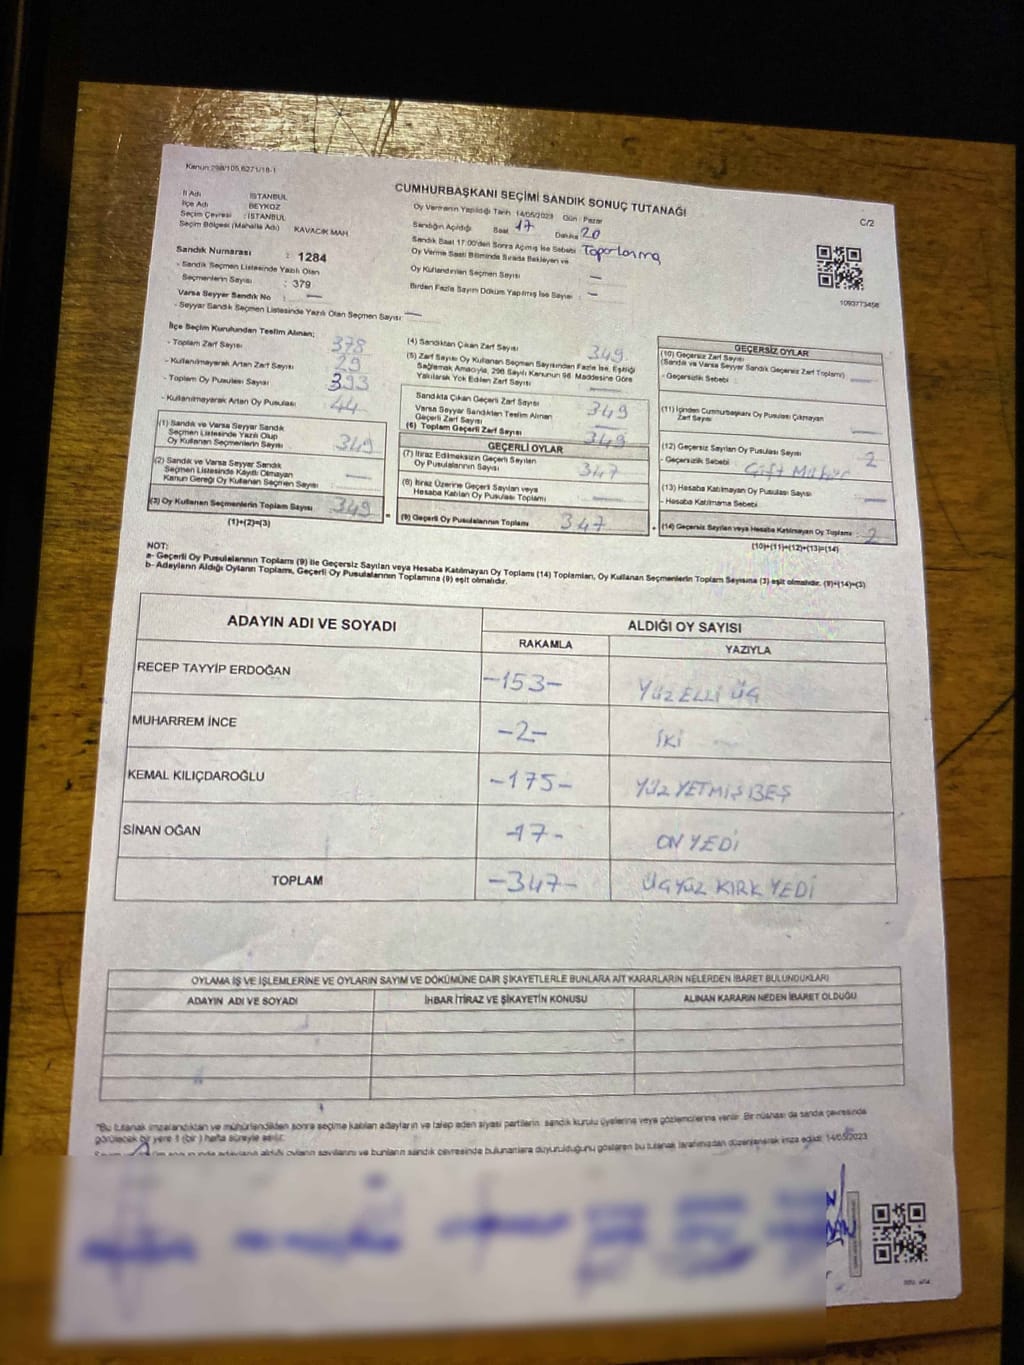 Kanun:298/105,6271/18-1
CUMHURBAŞKANI SEÇİMİ SANDIK SONUÇ TUTANAĞI
C/2
İl Adı : İSTANBUL
İlçe Adı : BEYKOZ
Seçim Çevresi : İSTANBUL
Seçim Bölgesi (Mahalle Adı) : KAVACIK MAH.
Oy Vermenin Yapıldığı Tarih : 14/05/2023 Gün : Pazar
Sandığın Açıldığı Saat 17 Dakika 20
Sandık Saat 17:00'den Sonra Açılmış İse Sebebi : Toparlanma
Oy Verme Saati Bitiminde Sırada Bekleyen ve
Oy Kullandırılan Seçmen Sayısı : —
Birden Fazla Sayım Döküm Yapılmış İse Sayısı : —
Sandık Numarası : 1284
- Sandık Seçmen Listesinde Yazılı Olan
Seçmenlerin Sayısı : 379
Varsa Seyyar Sandık No : —
- Seyyar Sandık Seçmen Listesinde Yazılı Olan Seçmen Sayısı: —
1093773456
İlçe Seçim Kurulundan Teslim Alınan;
- Toplam Zarf Sayısı 378
- Kullanılmayarak Artan Zarf Sayısı 29
- Toplam Oy Pusulası Sayısı 393
- Kullanılmayarak Artan Oy Pusulası 44
(1) Sandık ve Varsa Seyyar Sandık
Seçmen Listesinde Yazılı Olup
Oy Kullanan Seçmenlerin Sayısı 349
(2) Sandık ve Varsa Seyyar Sandık
Seçmen Listesinde Kayıtlı Olmayan
Kanun Gereği Oy Kullanan Seçmen Sayısı —
(3) Oy Kullanan Seçmenlerin Toplam Sayısı 349
(1)+(2)=(3)
(4) Sandıktan Çıkan Zarf Sayısı 349
(5) Zarf Sayısı Oy Kullanan Seçmen Sayısından Fazla İse, Eşitliği
Sağlamak Amacıyla, 298 Sayılı Kanunun 98. Maddesine Göre
Yakılarak Yok Edilen Zarf Sayısı —
Sandıkta Çıkan Geçerli Zarf Sayısı 349
Varsa Seyyar Sandıktan Teslim Alınan
Geçerli Zarf Sayısı —
(6) Toplam Geçerli Zarf Sayısı 349
GEÇERLİ OYLAR
(7) İtiraz Edilmeksizin Geçerli Sayılan
Oy Pusulalarının Sayısı 347
(8) İtiraz Üzerine Geçerli Sayılan veya
Hesaba Katılan Oy Pusulası Toplamı —
(9) Geçerli Oy Pusulalarının Toplamı 347
GEÇERSİZ OYLAR
(10) Geçersiz Zarf Sayısı
(Sandık ve Varsa Seyyar Sandık Geçersiz Zarf Toplamı) —
- Geçersizlik Sebebi :
(11) İçinden Cumhurbaşkanı Oy Pusulası Çıkmayan
Zarf Sayısı —
(12) Geçersiz Sayılan Oy Pusulası Sayısı 2
- Geçersizlik Sebebi : Çift Mühür
(13) Hesaba Katılmayan Oy Pusulası Sayısı —
- Hesaba Katılmama Sebebi
(14) Geçersiz Sayılan veya Hesaba Katılmayan Oy Toplamı : 2
(10)+(11)+(12)+(13)=(14)
NOT:
a- Geçerli Oy Pusulalarının Toplamı (9) ile Geçersiz Sayılan veya Hesaba Katılmayan Oy Toplamı (14) Toplamları, Oy Kullanan Seçmenlerin Toplam Sayısına (3) eşit olmalıdır. (9)+(14)=(3)
b- Adayların Aldığı Oyların Toplamı, Geçerli Oy Pusulalarının Toplamına (9) eşit olmalıdır.
ADAYIN ADI VE SOYADI ALDIĞI OY SAYISI
RAKAMLA YAZIYLA
RECEP TAYYİP ERDOĞAN -153- YÜZ ELLİ ÜÇ
MUHARREM İNCE -2- İKİ
KEMAL KILIÇDAROĞLU -175- YÜZ YETMİŞ BEŞ
SİNAN OĞAN -17- ON YEDİ
TOPLAM -347- ÜÇYÜZ KIRK YEDİ
OYLAMA İŞ VE İŞLEMLERİNE VE OYLARIN SAYIM VE DÖKÜMÜNE DAİR ŞİKAYETLERLE BUNLARA AİT KARARLARIN NELERDEN İBARET BULUNDUKLARI
ADAYIN ADI VE SOYADI İHBAR İTİRAZ VE ŞİKAYETİN KONUSU ALINAN KARARIN NEDEN İBARET OLDUĞU
"Bu tutanak imzalandıktan ve mühürlendikten sonra seçime katılan adayların ve talep eden siyasi partilerin sandık kurulu üyelerine veya gözlemcilerine verilir. Bir nüshası da sandık çevresinde
görülecek bir yere 1 (bir) hafta süreyle asılır.
adayların aldığı oyların sayılarını ve bunların sandık çevresinde bulunanlara duyurulduğunu gösteren bu tutanak tarafımızdan düzenlenerek imza edildi. 14/05/2023